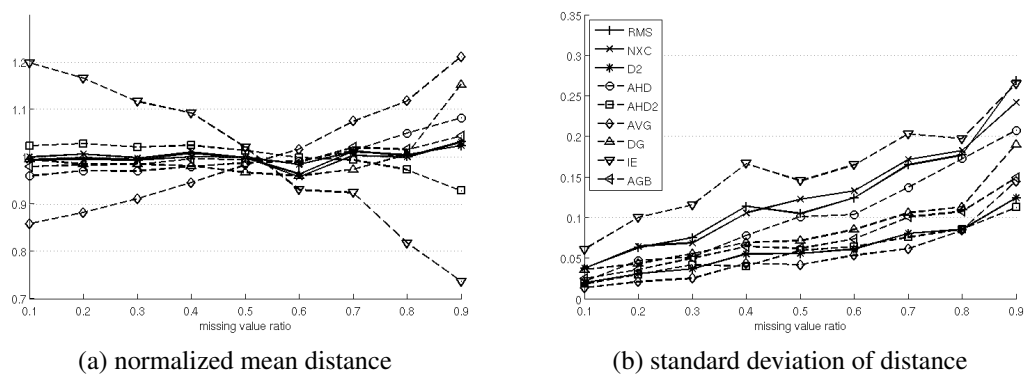 1.2
1.1
1
0.9
0.8
0.7
0.1 0.2 0.3 0.4 0.5 0.6 0.7 0.8 0.9
missing value ratio
(a) normalized mean distance
0.35
0.3
0.25
0.2
0.15
0.1
0.05
0
RMS
NXC
D2
AHD
AHD2
AVG
DG
IE
AGB
0.1 0.2 0.3 0.4 0.5 0.6 0.7 0.8 0.9
missing value ratio
(b) standard deviation of distance